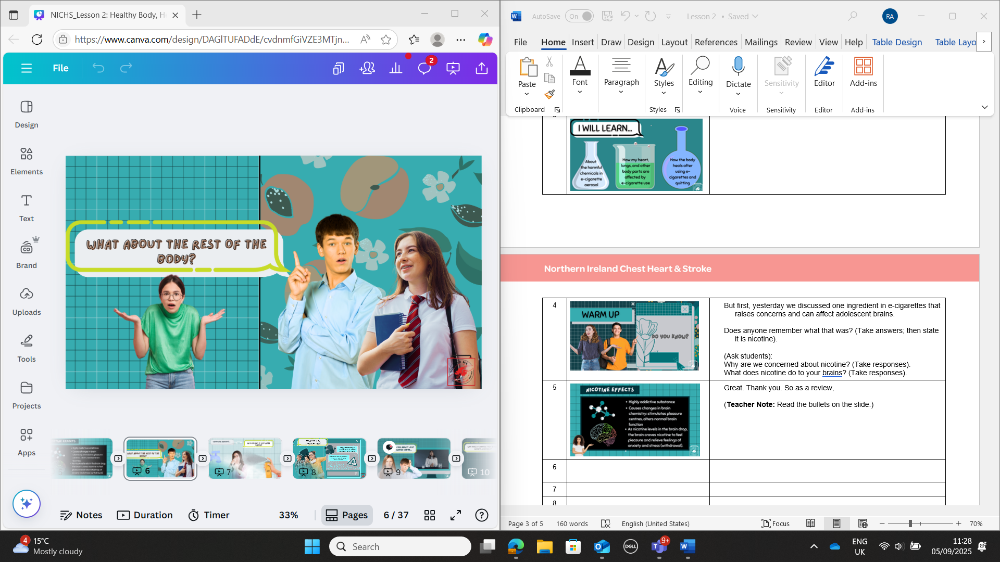 NICHS_Lesson 2: Healthy Body, H
https://www.canva.com/design/DAGlTUFADdE/cvdnmfGiVZE3MTjn...
File
2
Design
Elements
Text
Brand
Uploads
Tools
Projects
Apps
WHAT ABOUT THE REST OF THE
BODY?
6
7
8
9
10
Notes
Duration
Timer
33%
Pages
6 / 37
AutoSave
On
Lesson 2 • Saved
RA
File
Home
Insert
Draw
Design
Layout
References
Mailings
Review
View
Help
Table Design
Table Layo
Paste
Font
Paragraph
Styles
Editing
Dictate
Sensitivity
Editor
Add-ins
Clipboard
Styles
Voice
Sensitivity
Editor
Add-ins
I WILL LEARN...
About
the harmful
chemicals in
e-cigarette
aerosol
How my heart,
lungs, and other
body parts are
affected by
e-cigarette use
How the body
heals after
using e-
cigarettes and
quitting
Northern Ireland Chest Heart & Stroke
4
WARM UP
DO YOU KNOW?
But first, yesterday we discussed one ingredient in e-cigarettes that
raises concerns and can affect adolescent brains.
Does anyone remember what that was? (Take answers; then state
it is nicotine).
(Ask students):
Why are we concerned about nicotine? (Take responses).
What does nicotine do to your brains? (Take responses).
5
NICOTINE EFFECTS
• Highly addictive substance
• Causes changes in brain
chemistry: stimulates pleasure
centres, alters normal brain
function
• As nicotine levels in the brain drop,
the brain craves nicotine to feel
pleasure and relieve feelings of
anxiety and stress (withdrawal).
Great. Thank you. So as a review,
(Teacher Note: Read the bullets on the slide.)
6
7
8
Page 3 of 5
160 words
English (United States)
Focus
70%
4
15°C
Mostly cloudy
Search
DELL
9+
ENG
UK
11:28
05/09/2025